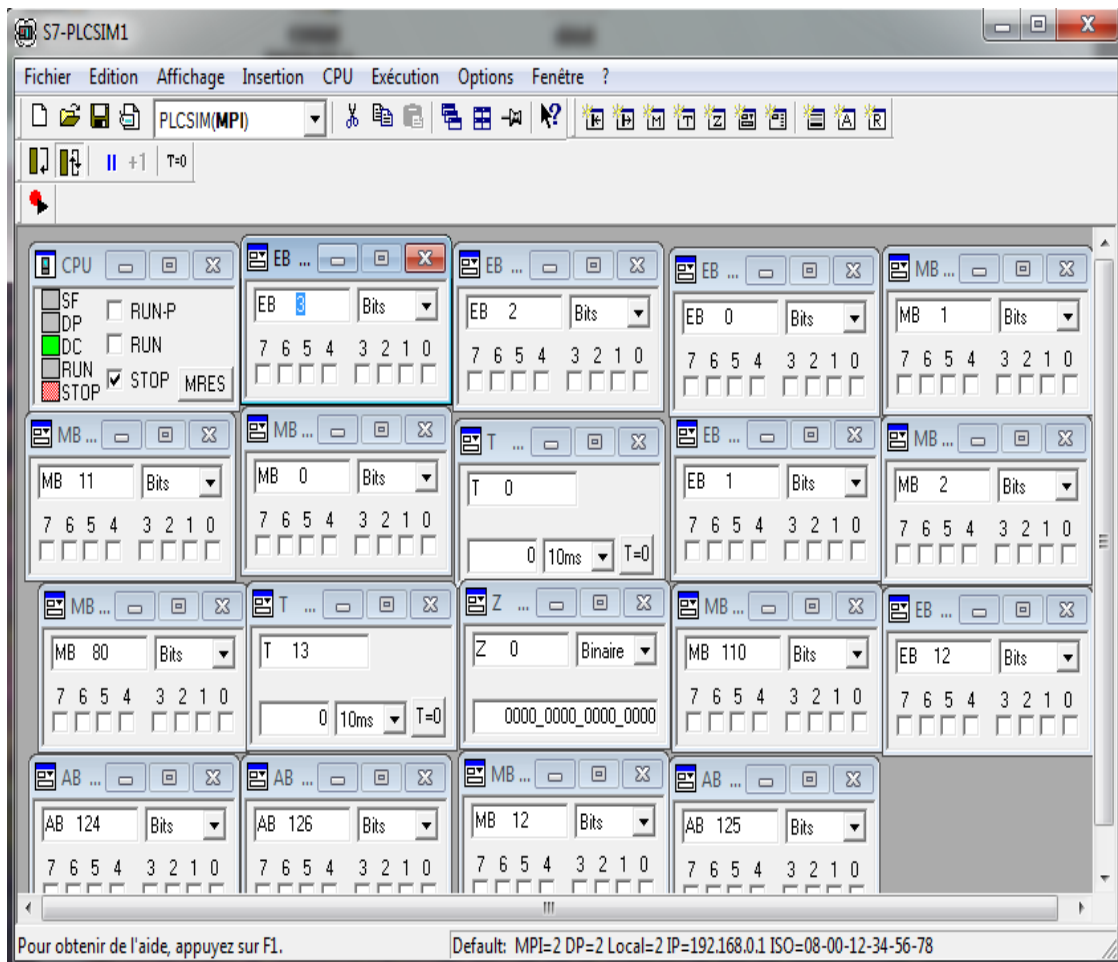 S7-PLCSIM1
Fichier Edition Affichage Insertion CPU Exécution Options Fenêtre ?
PLCSIM(MPI)
+1 T=0
CPU
SF
DP
DC
RUN
STOP
RUN-P
RUN
STOP
MRES
EB ...
EB 3 Bits
7 6 5 4 3 2 1 0
EB ...
EB 2 Bits
7 6 5 4 3 2 1 0
EB ...
EB 0 Bits
7 6 5 4 3 2 1 0
MB ...
MB 1 Bits
7 6 5 4 3 2 1 0
MB ...
MB 11 Bits
7 6 5 4 3 2 1 0
MB ...
MB 0 Bits
7 6 5 4 3 2 1 0
T ...
T 0
0 10ms T=0
EB ...
EB 1 Bits
7 6 5 4 3 2 1 0
MB ...
MB 2 Bits
7 6 5 4 3 2 1 0
MB ...
MB 80 Bits
7 6 5 4 3 2 1 0
T ...
T 13
0 10ms T=0
Z ...
Z 0 Binaire
0000_0000_0000_0000
MB ...
MB 110 Bits
7 6 5 4 3 2 1 0
EB ...
EB 12 Bits
7 6 5 4 3 2 1 0
AB ...
AB 124 Bits
7 6 5 4 3 2 1 0
AB ...
AB 126 Bits
7 6 5 4 3 2 1 0
MB ...
MB 12 Bits
7 6 5 4 3 2 1 0
AB ...
AB 125 Bits
7 6 5 4 3 2 1 0
Pour obtenir de l'aide, appuyez sur F1.
Default: MPI=2 DP=2 Local=2 IP=192.168.0.1 ISO=08-00-12-34-56-78